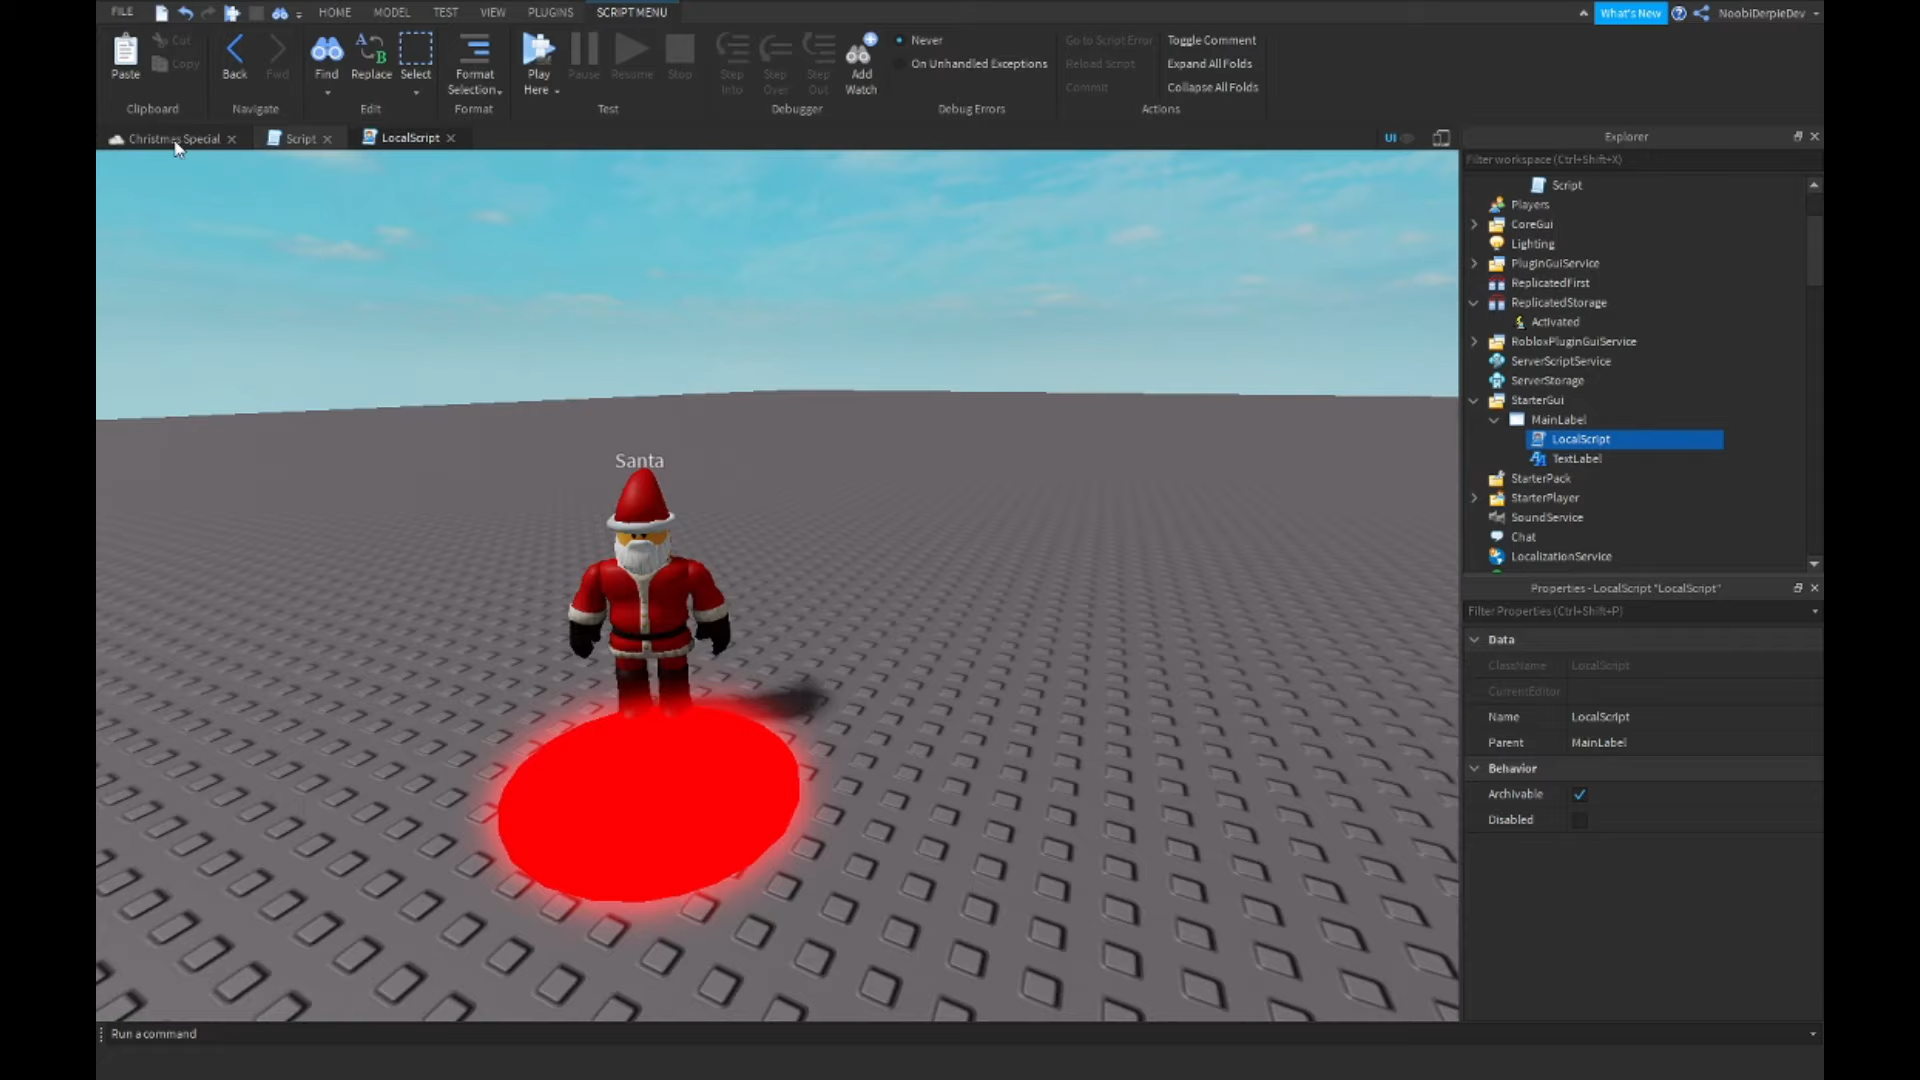 FILE HOME MODEL TEST VIEW PLUGINS SCRIPT MENU What's New NoobiDerpieDev
Paste Cut Copy Back Fwd Find Replace Select Format Selection Play Here Pause Resume Stop Step Into Step Over Step Out Add Watch
Never
On Unhandled Exceptions
Go to Script Error
Reload Script
Commit
Toggle Comment
Expand All Folds
Collapse All Folds
Clipboard Navigate Edit Format Test Debugger Debug Errors Actions
Christmas Special Script LocalScript UI
Santa
Run a command
Explorer
Filter workspace (Ctrl+Shift+X)
Script
Players
CoreGui
Lighting
PluginGuiService
ReplicatedFirst
ReplicatedStorage
Activated
RobloxPluginGuiService
ServerScriptService
ServerStorage
StarterGui
MainLabel
LocalScript
TextLabel
StarterPack
StarterPlayer
SoundService
Chat
LocalizationService
Properties - LocalScript "LocalScript"
Filter Properties (Ctrl+Shift+P)
Data
ClassName LocalScript
CurrentEditor
Name LocalScript
Parent MainLabel
Behavior
Archivable
Disabled